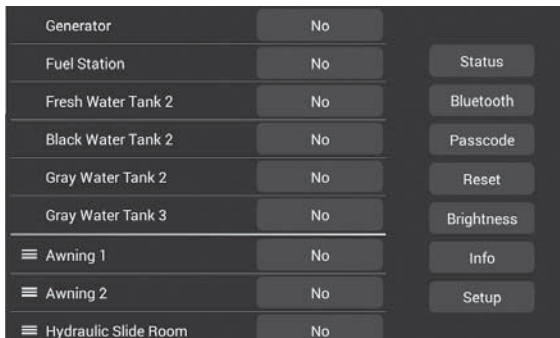 Generator No
Fuel Station No
Fresh Water Tank 2 No
Black Water Tank 2 No
Gray Water Tank 2 No
Gray Water Tank 3 No
Awning 1 No
Awning 2 No
Hydraulic Slide Room No
Status
Bluetooth
Passcode
Reset
Brightness
Info
Setup